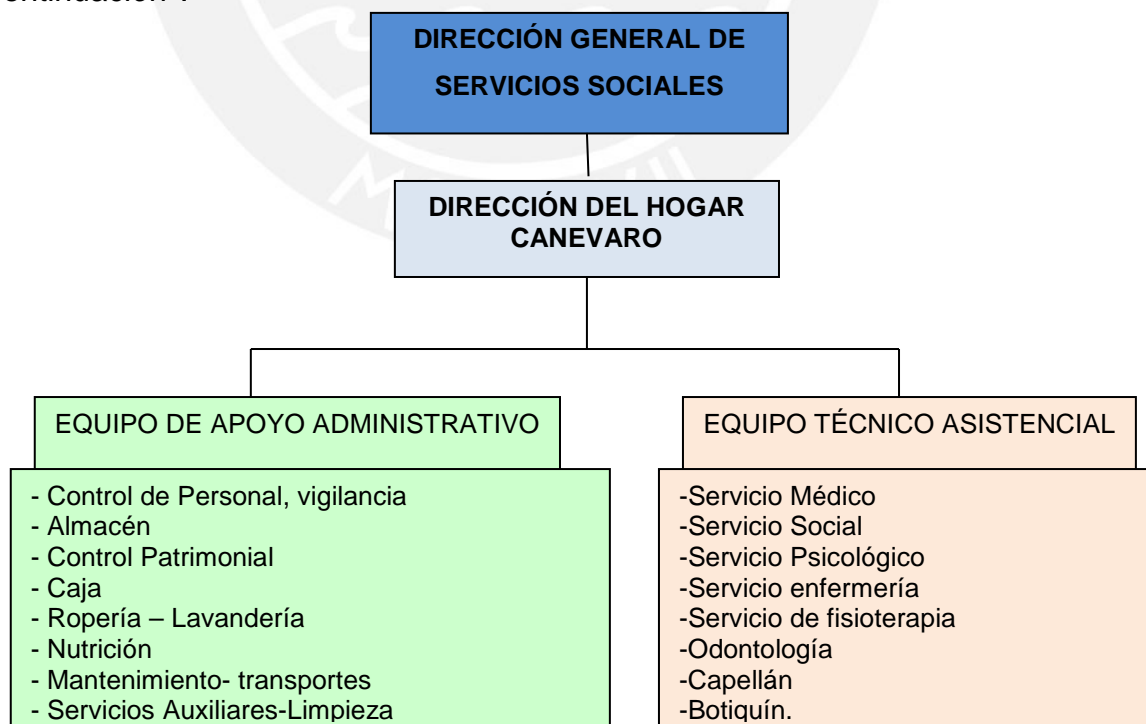 ontinuación".
DIRECCIÓN GENERAL DE
SERVICIOS SOCIALES
DIRECCIÓN DEL HOGAR
CANEVARO
EQUIPO DE APOYO ADMINISTRATIVO
- Control de Personal, vigilancia
- Almacén
- Control Patrimonial
- Caja
- Ropería – Lavandería
- Nutrición
- Mantenimiento- transportes
- Servicios Auxiliares-Limpieza
EQUIPO TÉCNICO ASISTENCIAL
-Servicio Médico
-Servicio Social
-Servicio Psicológico
-Servicio enfermería
-Servicio de fisioterapia
-Odontología
-Capellán
-Botiquín.